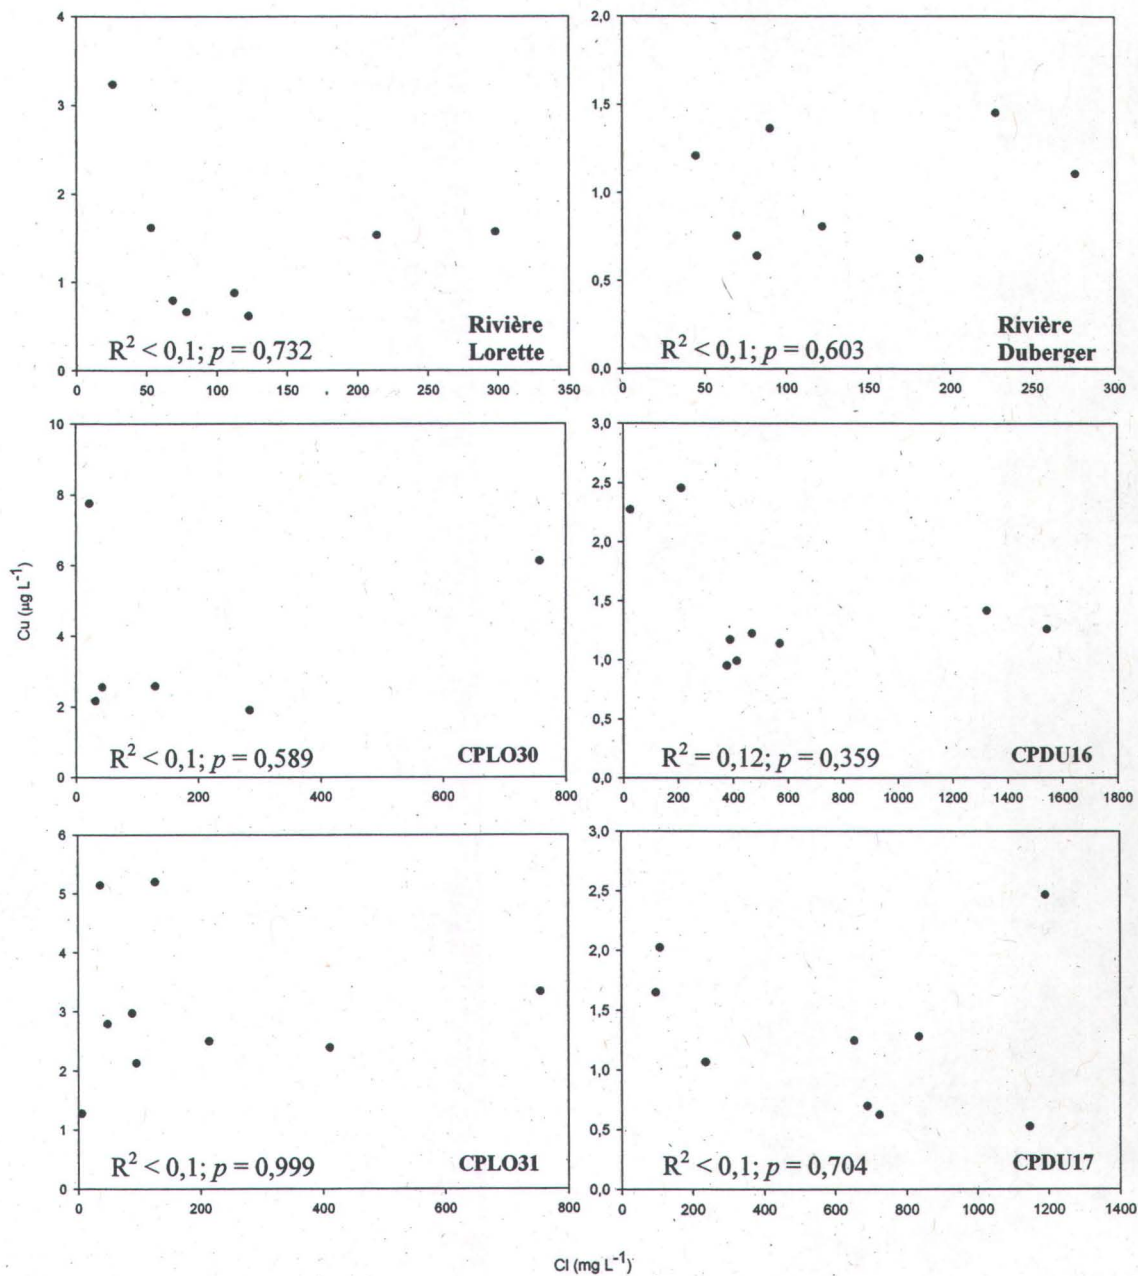 4
3
2
1
0
R² < 0,1; p = 0,732
Rivière
Lorette
0 50 100 150 200 250 300 350
2,0
1,5
1,0
0,5
0,0
R² < 0,1; p = 0,603
Rivière
Duberger
50 100 150 200 250 300
Cu (µg L⁻¹)
10
8
6
4
2
0
R² < 0,1; p = 0,589
CPLO30
0 200 400 600 800
3,0
2,5
2,0
1,5
1,0
0,5
0,0
R² = 0,12; p = 0,359
CPDU16
0 200 400 600 800 1000 1200 1400 1600 1800
6
5
4
3
2
1
0
R² < 0,1; p = 0,999
CPLO31
0 200 400 600 800
3,0
2,5
2,0
1,5
1,0
0,5
0,0
R² < 0,1; p = 0,704
CPDU17
0 200 400 600 800 1000 1200 1400
Cl (mg L⁻¹)